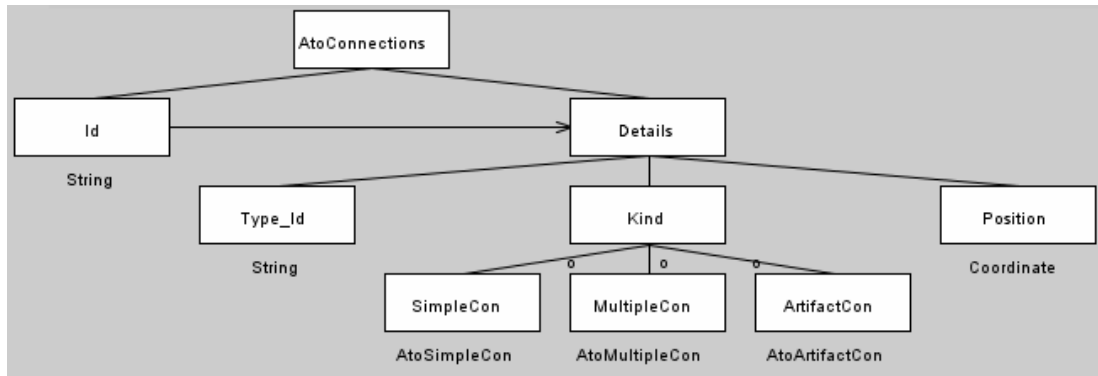 AtoConnections
Id
Details
String
Type_Id
Kind
Position
String
Coordinate
o
o
o
SimpleCon
MultipleCon
ArtifactCon
AtoSimpleCon
AtoMultipleCon
AtoArtifactCon